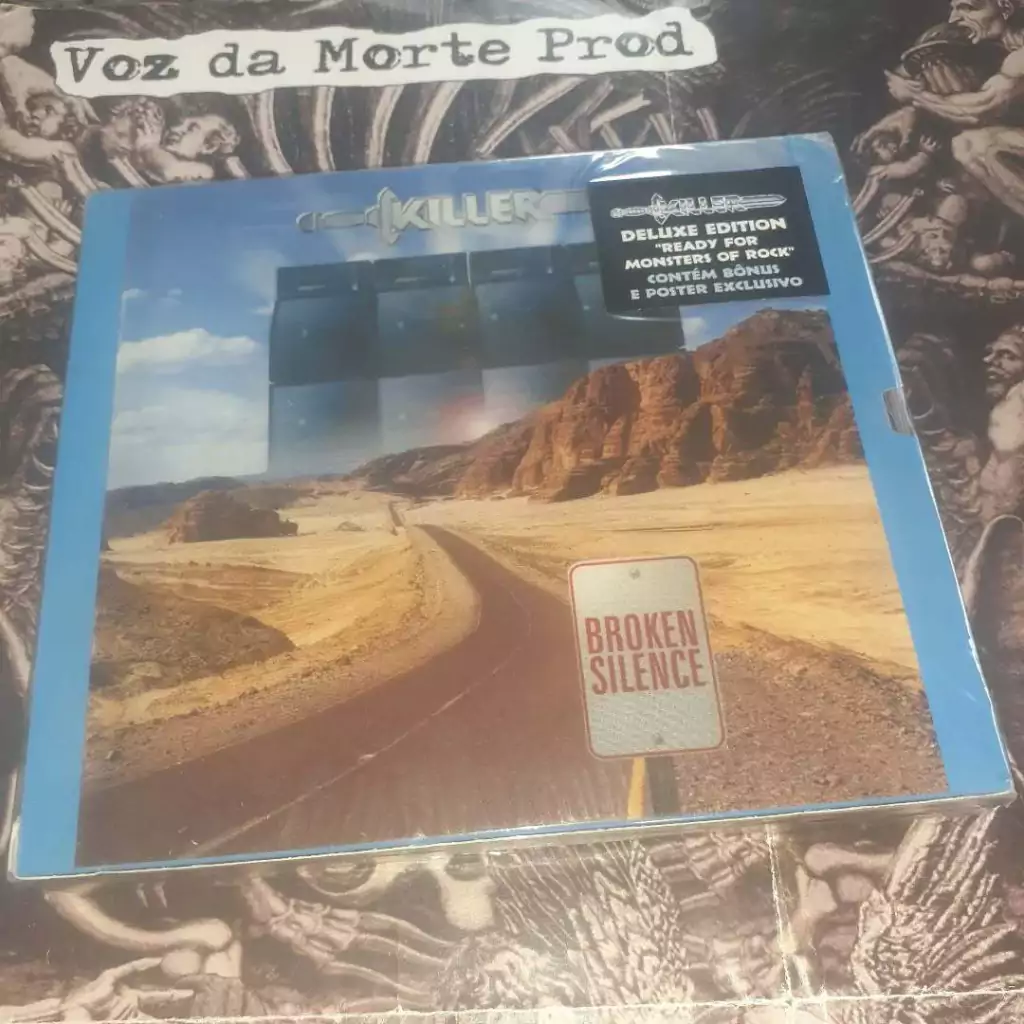 Voz da Morte Prod
KILLER
KILLER
DELUXE EDITION
"READY FOR
MONSTERS OF ROCK"
CONTÉM BÔNUS
E POSTER EXCLUSIVO
BROKEN
SILENCE